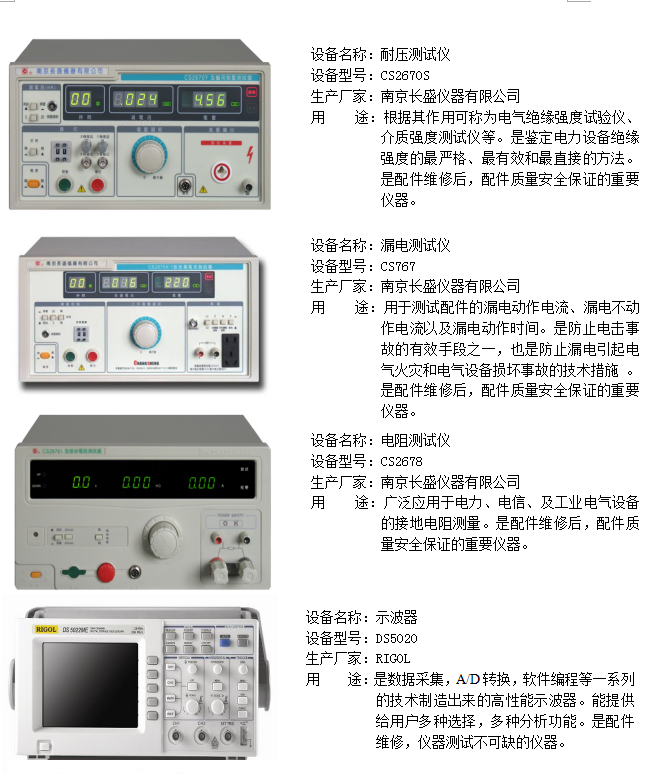 南京长盛仪器有限公司
00
.024
4.56
设备名称：耐压测试仪
设备型号：CS2670S
生产厂家：南京长盛仪器有限公司
用 途：根据其作用可称为电气绝缘强度试验仪、
介质强度测试仪等。是鉴定电力设备绝缘
强度的最严格、最有效和最直接的方法。
是配件维修后，配件质量安全保证的重要
仪器。
南京长盛仪器有限公司
00
.016
220
设备名称：漏电测试仪
设备型号：CS767
生产厂家：南京长盛仪器有限公司
用 途：用于测试配件的漏电动作电流、漏电不动
作电流以及漏电动作时间。是防止电击事
故的有效手段之一，也是防止漏电引起电
气火灾和电气设备损坏事故的技术措施 。
是配件维修后，配件质量安全保证的重要
仪器。
0.0
0.00
0.00
设备名称：电阻测试仪
设备型号：CS2678
生产厂家：南京长盛仪器有限公司
用 途：广泛应用于电力、电信、及工业电气设备
的接地电阻测量。是配件维修后，配件质
量安全保证的重要仪器。
RIGOL DS 5022ME
设备名称：示波器
设备型号：DS5020
生产厂家：RIGOL
用 途：是数据采集，A/D转换，软件编程等一系列
的技术制造出来的高性能示波器。能提供
给用户多种选择，多种分析功能。是配件
维修，仪器测试不可缺的仪器。